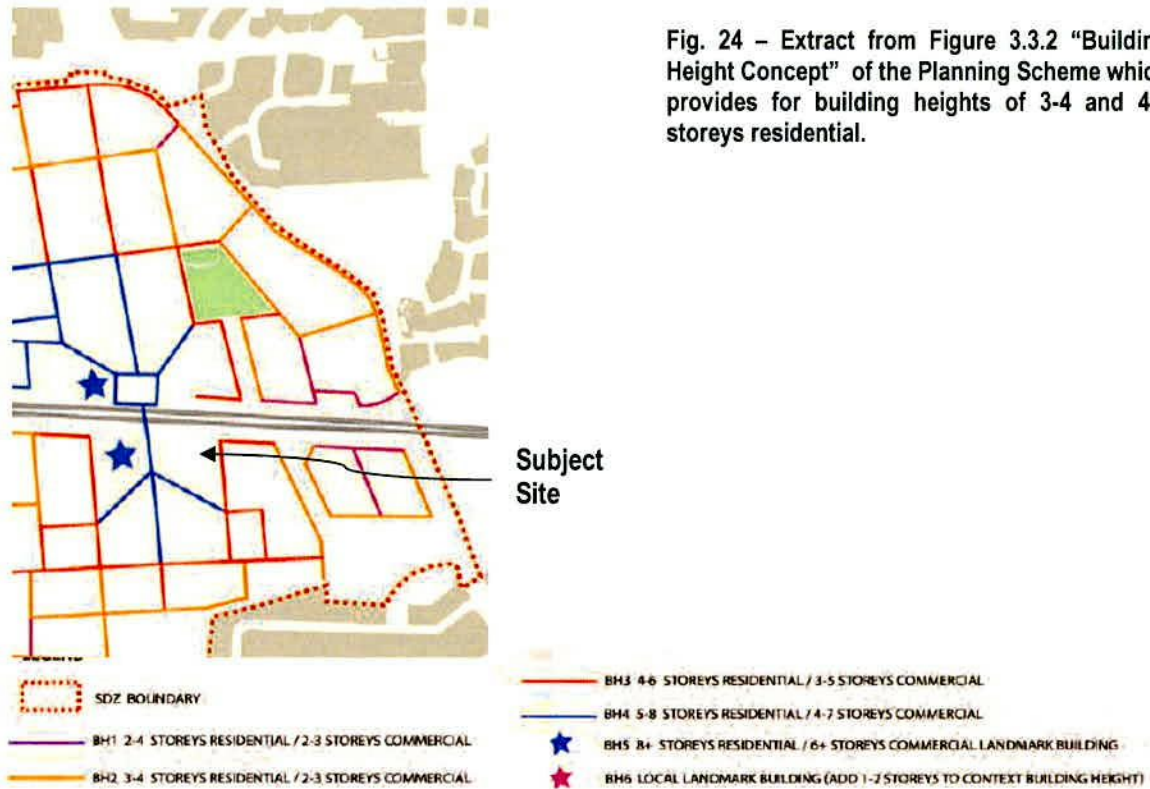 Fig. 24 – Extract from Figure 3.3.2 “Buildin
Height Concept” of the Planning Scheme whic
provides for building heights of 3-4 and 4
storeys residential.
Subject
Site
SDZ BOUNDARY
BH1 2-4 STOREYS RESIDENTIAL / 2-3 STOREYS COMMERCIAL
BH2 3-4 STOREYS RESIDENTIAL / 2-3 STOREYS COMMERCIAL
BH3 4-6 STOREYS RESIDENTIAL / 3-5 STOREYS COMMERCIAL
BH4 5-8 STOREYS RESIDENTIAL / 4-7 STOREYS COMMERCIAL
BH5 8+ STOREYS RESIDENTIAL / 6+ STOREYS COMMERCIAL LANDMARK BUILDING
BH6 LOCAL LANDMARK BUILDING (ADD 1-2 STOREYS TO CONTEXT BUILDING HEIGHT)